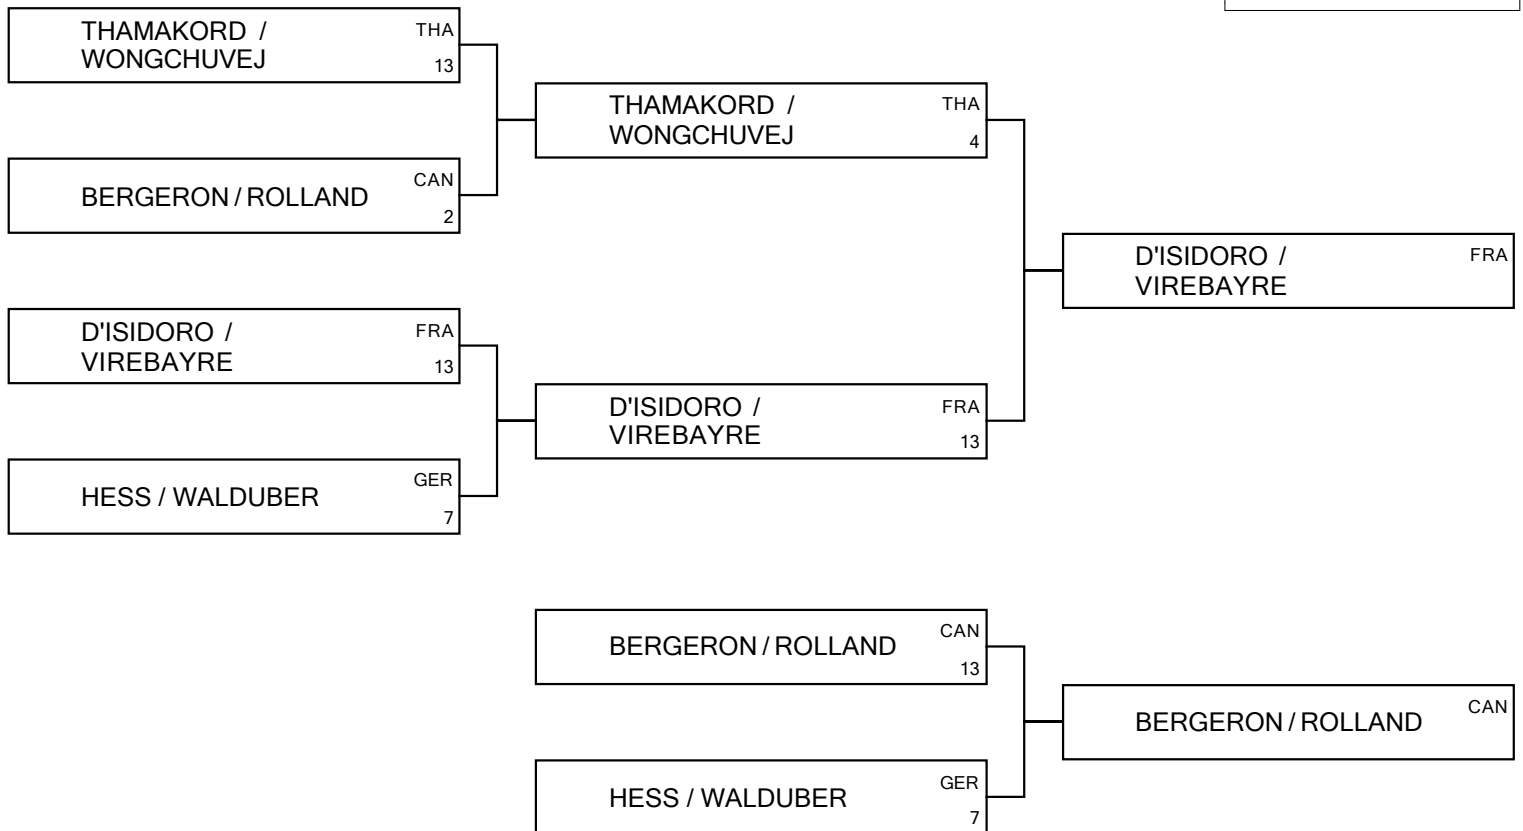 THAMAKORD /
WONGCHUVEJ
THA
13
BERGERON / ROLLAND
CAN
2
D'ISIDORO /
VIREBAYRE
FRA
13
HESS / WALDUBER
GER
7
THAMAKORD /
WONGCHUVEJ
THA
4
D'ISIDORO /
VIREBAYRE
FRA
13
D'ISIDORO /
VIREBAYRE
FRA
BERGERON / ROLLAND
CAN
13
HESS / WALDUBER
GER
7
BERGERON / ROLLAND
CAN